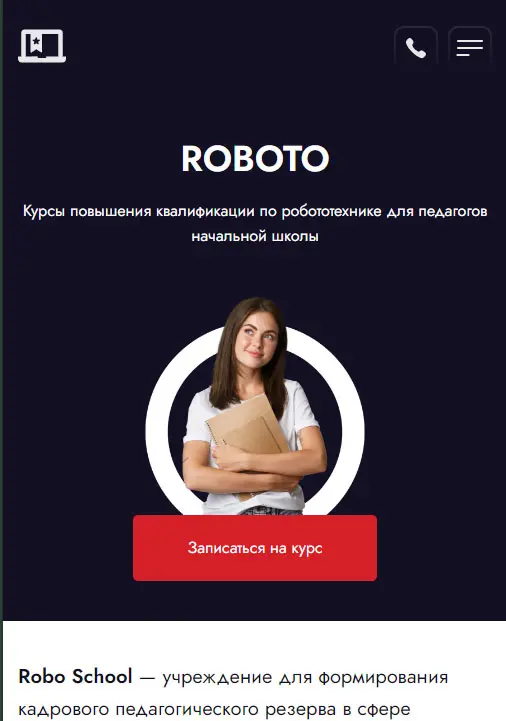 ROBOTO
Курсы повышения квалификации по робототехнике для педагогов
начальной школы
Записаться на курс
Robo School — учреждение для формирования
кадрового педагогического резерва в сфере